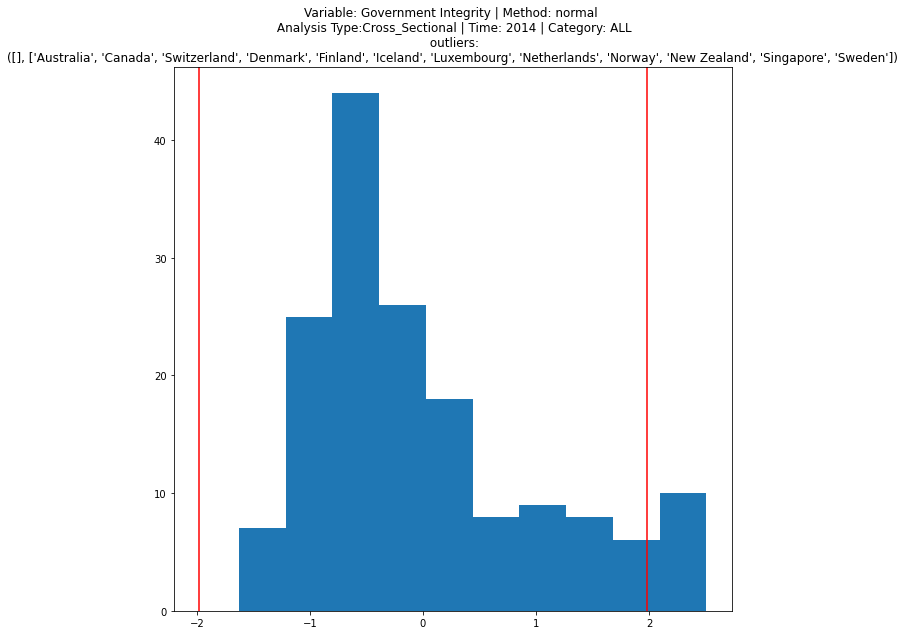 Variable: Government Integrity | Method: normal
Analysis Type:Cross_Sectional | Time: 2014 | Category: ALL
outliers:
([], ['Australia', 'Canada', 'Switzerland', 'Denmark', 'Finland', 'Iceland', 'Luxembourg', 'Netherlands', 'Norway', 'New Zealand', 'Singapore', 'Sweden'])
40
30
20
10
0
−2 −1 0 1 2